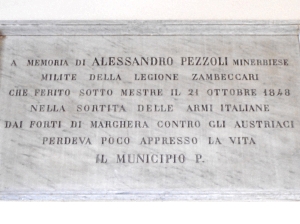 A MEMORIA DI ALESSANDRO PEZZOLI MINERBIESE
MILITE DELLA LEGIONE ZAMBECCARI
CHE FERITO SOTTO MESTRE IL 21 OTTOBRE 1848
NELLA SORTITA DELLE ARMI ITALIANE
DAI FORTI DI MARGHERA CONTRO GLI AUSTRIACI
PERDEVA POCO APPRESSO LA VITA
IL MUNICIPIO P.